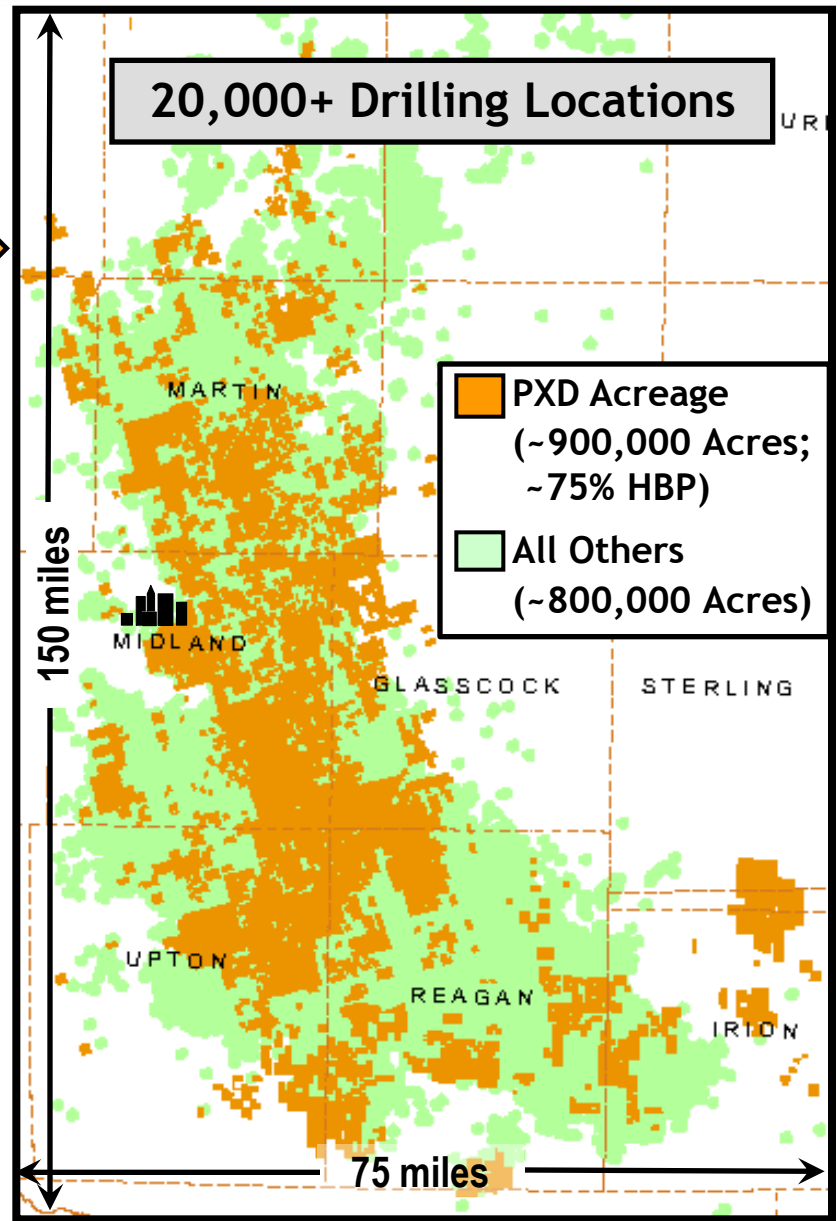 20,000+ Drilling Locations
MARTIN
PXD Acreage
(~900,000 Acres;
~75% HBP)
All Others
(~800,000 Acres)
150 miles
MIDLAND
GLASSCOCK
STERLING
UPTON
REAGAN
IRION
75 miles